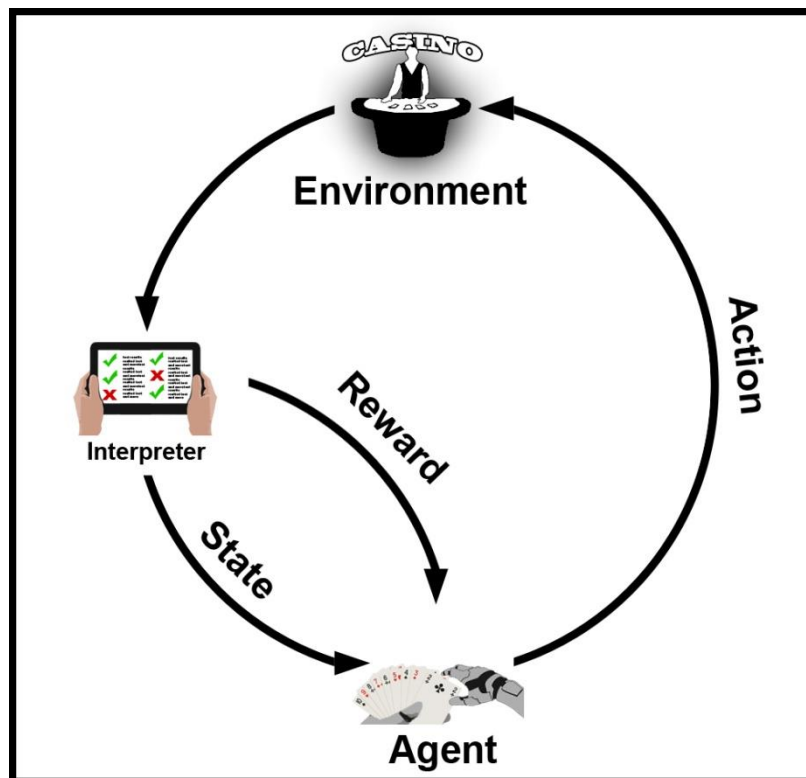 CASINO
Environment
Action
Reward
Interpreter
State
Agent